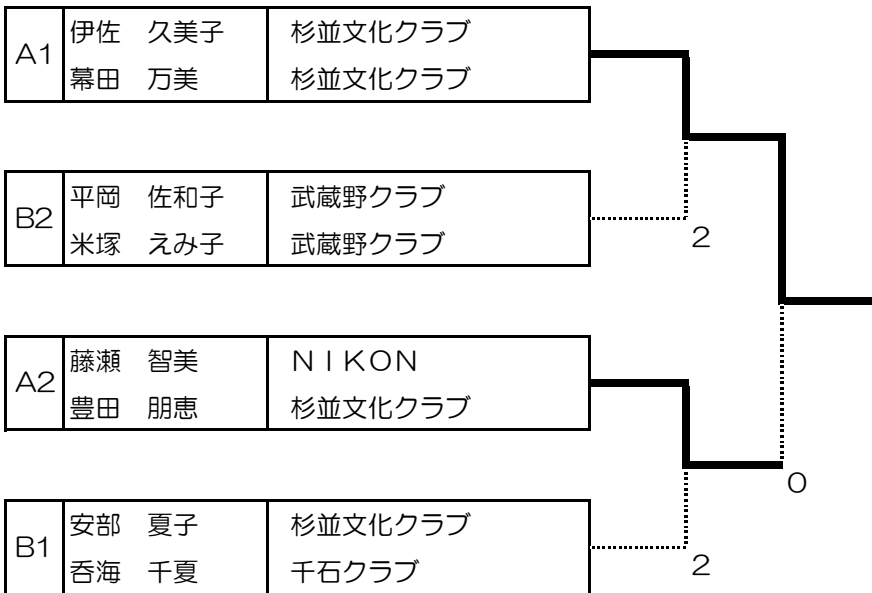 A1 伊佐　久美子 杉並文化クラブ
幕田　万美 杉並文化クラブ
B2 平岡　佐和子 武蔵野クラブ
米塚　えみ子 武蔵野クラブ
2
A2 藤瀬　智美 ＮＩＫＯＮ
豊田　朋恵 杉並文化クラブ
0
B1 安部　夏子 杉並文化クラブ
呑海　千夏 千石クラブ
2